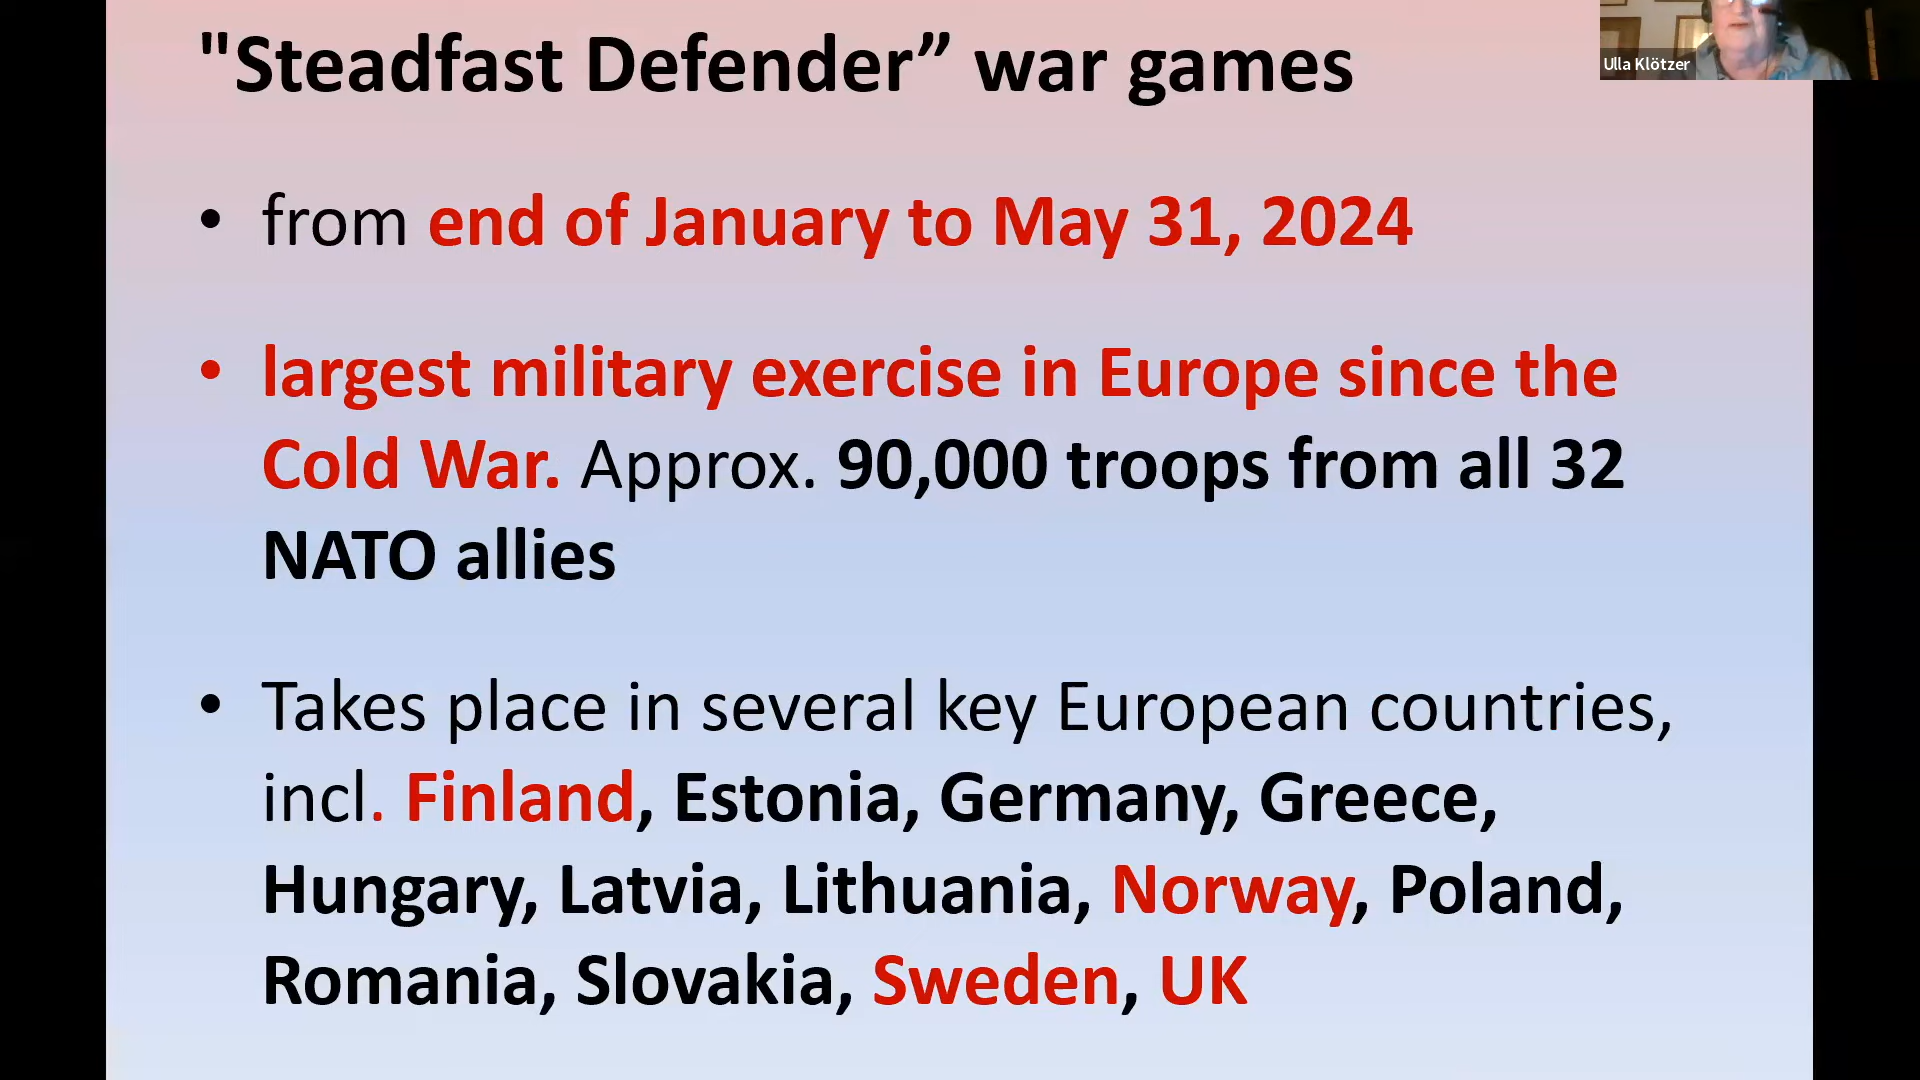 "Steadfast Defender” war games
Ulla Klötzer
• from end of January to May 31, 2024
• largest military exercise in Europe since the
Cold War. Approx. 90,000 troops from all 32
NATO allies
• Takes place in several key European countries,
incl. Finland, Estonia, Germany, Greece,
Hungary, Latvia, Lithuania, Norway, Poland,
Romania, Slovakia, Sweden, UK